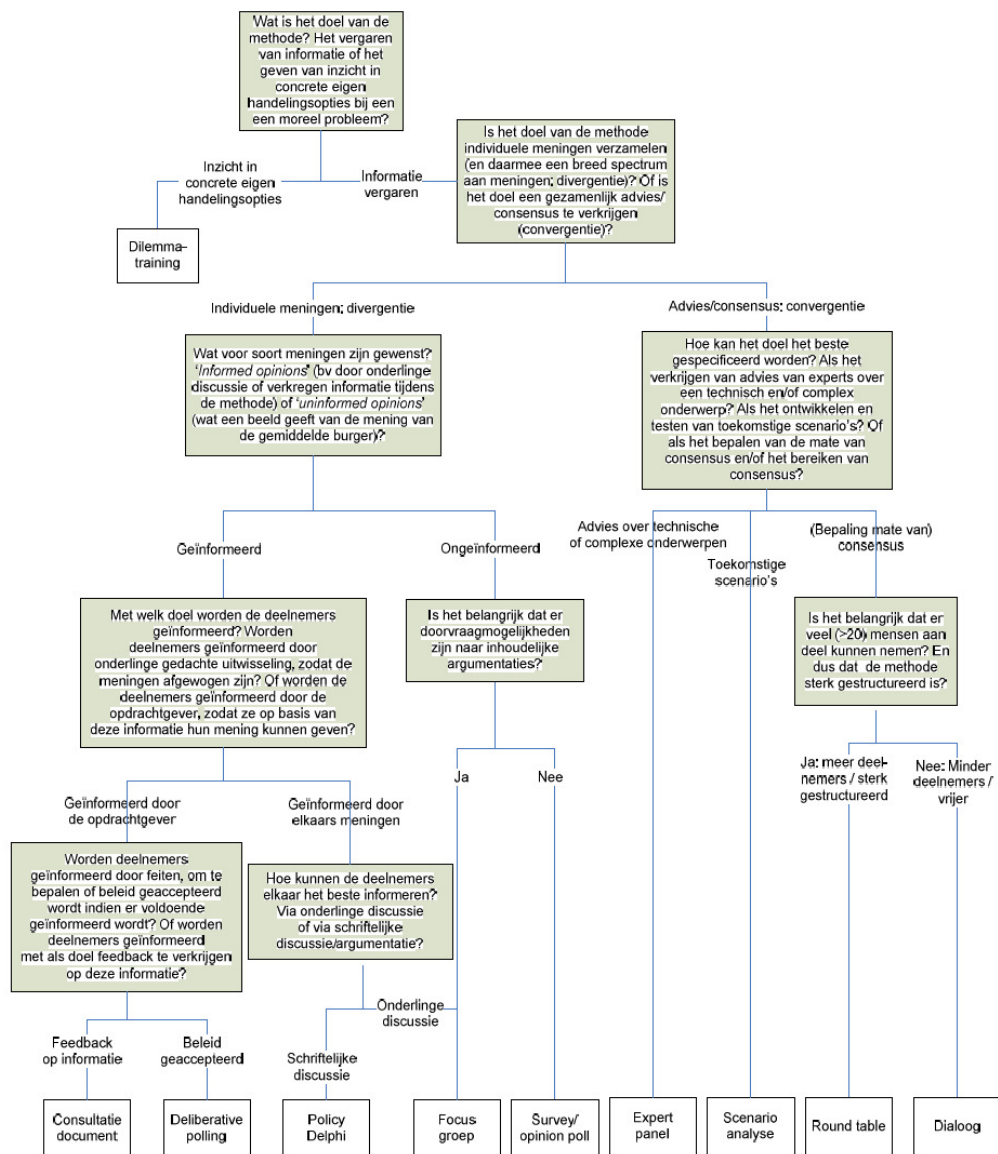 Wat is het doel van de
methode? Het vergaren
van informatie of het
geven van inzicht in
concrete eigen
handelingsopties bij een
een moreel probleem?
Inzicht in
concrete eigen
handelingsopties
Informatie
vergaren
Is het doel van de methode
individuele meningen verzamelen
(en daarmee een breed spectrum
aan meningen; divergentie)? Of is
het doel een gezamenlijk advies/
consensus te verkrijgen
(convergentie)?
Dilemma-
training
Individuele meningen: divergentie
Advies/consensus: convergentie
Wat voor soort meningen zijn gewenst?
‘Informed opinions’ (bv door onderlinge
discussie of verkregen informatie tijdens
de methode) of ‘uninformed opinions’
(wat een beeld geeft van de mening van
de gemiddelde burger)?
Hoe kan het doel het beste
gespecificeerd worden? Als het
verkrijgen van advies van experts over
een technisch en/of complex
onderwerp? Als het ontwikkelen en
testen van toekomstige scenario’s? Of
als het bepalen van de mate van
consensus en/of het bereiken van
consensus?
Geïnformeerd
Ongeïnformeerd
Advies over technische
of complexe onderwerpen
Toekomstige
scenario’s
(Bepaling mate van)
consensus
Met welk doel worden de deelnemers
geïnformeerd? Worden
deelnemers geïnformeerd door
onderlinge gedachte uitwisseling, zodat de
meningen afgewogen zijn? Of worden de
deelnemers geïnformeerd door de
opdrachtgever, zodat ze op basis van
deze informatie hun mening kunnen geven?
Is het belangrijk dat er
doorvraagmogelijkheden
zijn naar inhoudelijke
argumentaties?
Is het belangrijk dat er
veel (>20) mensen aan
deel kunnen nemen? En
dus dat de methode
sterk gestructureerd is?
Geïnformeerd door
de opdrachtgever
Geïnformeerd door
elkaars meningen
Ja
Nee
Ja: meer deel-
nemers / sterk
gestructureerd
Nee: Minder
deelnemers /
vrijer
Worden deelnemers
geïnformeerd door feiten, om te
bepalen of beleid geaccepteerd
wordt indien er voldoende
geïnformeerd wordt? Of worden
deelnemers geïnformeerd
met als doel feedback te verkrijgen
op deze informatie?
Hoe kunnen de deelnemers
elkaar het beste informeren?
Via onderlinge discussie
of via schriftelijke
discussie/argumentatie?
Feedback
op informatie
Beleid
geaccepteerd
Schriftelijke
discussie
Onderlinge
discussie
Consultatie
document
Deliberative
polling
Policy
Delphi
Focus
groep
Survey/
opinion poll
Expert
panel
Scenario
analyse
Round table
Dialoog